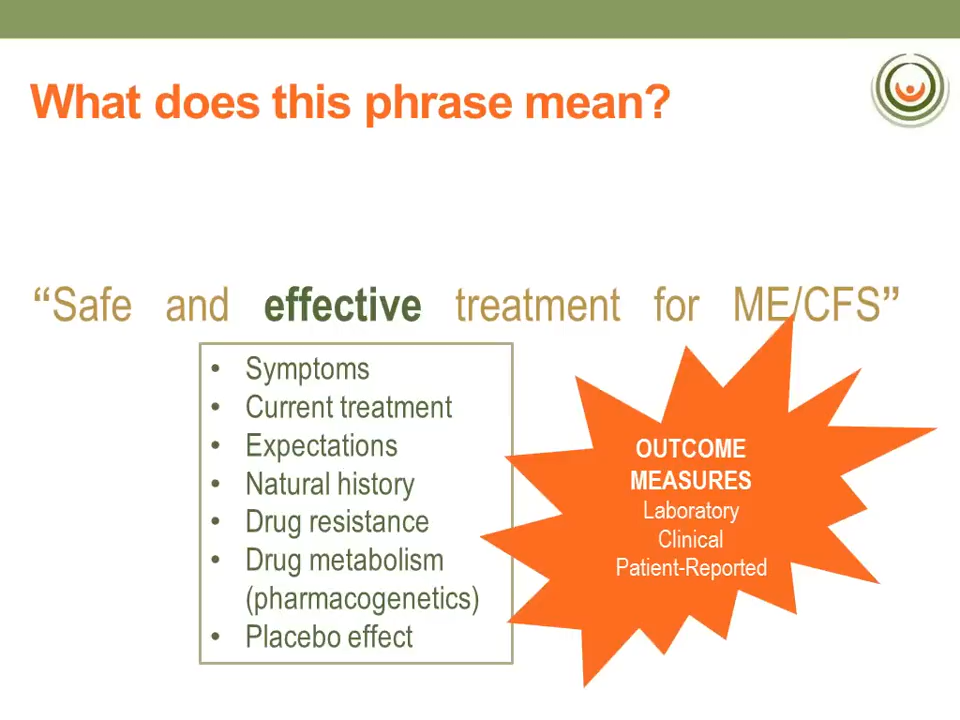 What does this phrase mean?
“Safe and effective treatment for ME/CFS”
• Symptoms
• Current treatment
• Expectations
• Natural history
• Drug resistance
• Drug metabolism
(pharmacogenetics)
• Placebo effect
OUTCOME
MEASURES
Laboratory
Clinical
Patient-Reported